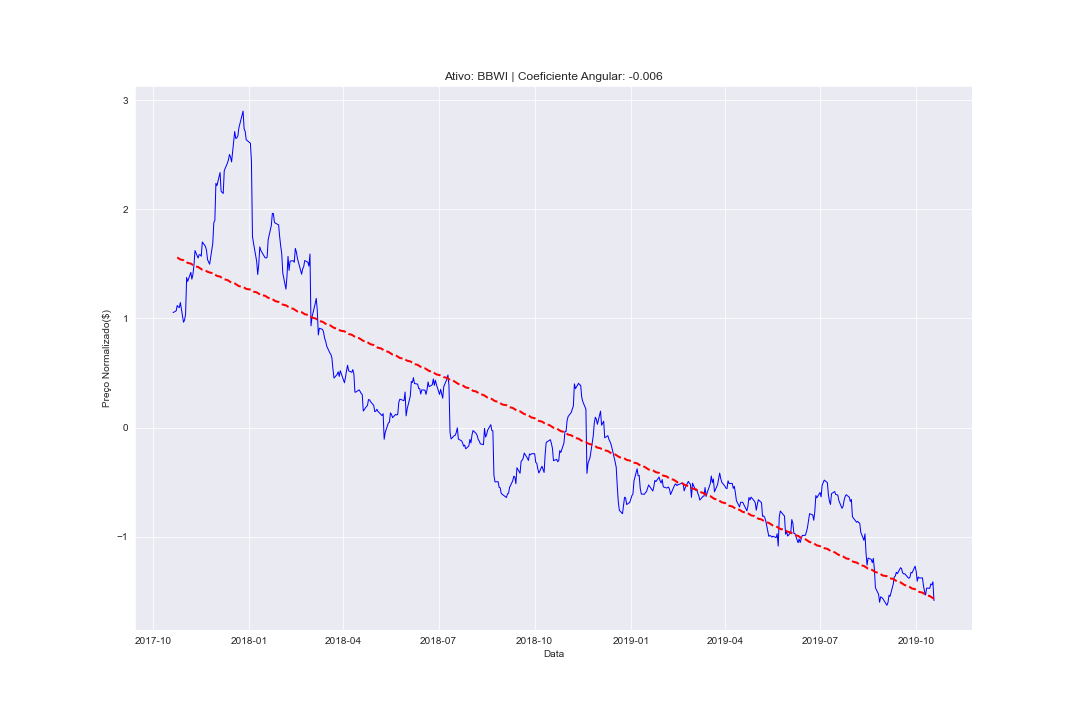 Ativo: BBWI | Coeficiente Angular: -0.006
3
2
1
0
−1
Preço Normalizado($)
2017-10 2018-01 2018-04 2018-07 2018-10 2019-01 2019-04 2019-07 2019-10
Data